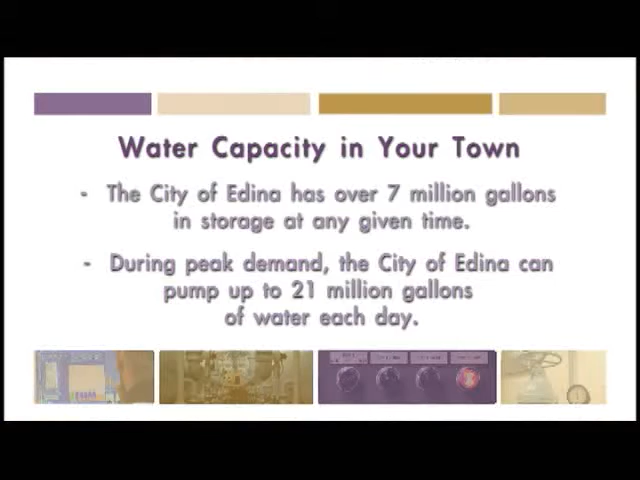 Water Capacity in Your Town
- The City of Edina has over 7 million gallons
in storage at any given time.
- During peak demand, the City of Edina can
pump up to 21 million gallons
of water each day.